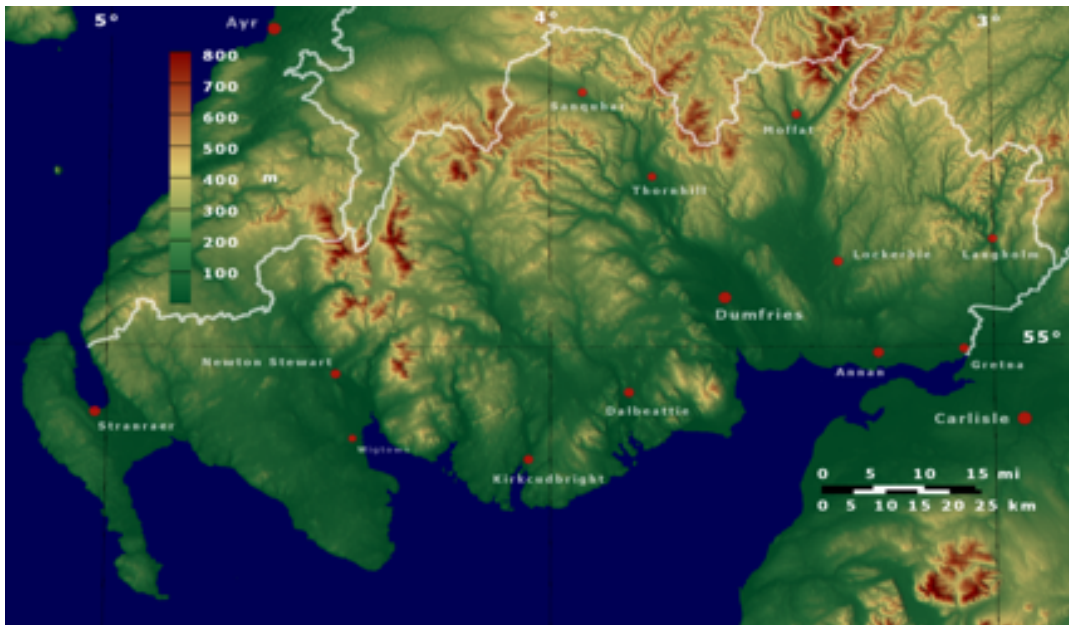 5° 4° 3°
Ayr
800
700
600
500
m
400
300
200
100
Sanquhar
Moffat
Thornhill
Lockerbie
Langholm
Dumfries
55°
Newton Stewart
Annan
Gretna
Stranraer
Dalbeattie
Carlisle
Wigtown
Kirkcudbright
0 5 10 15 mi
0 5 10 15 20 25 km